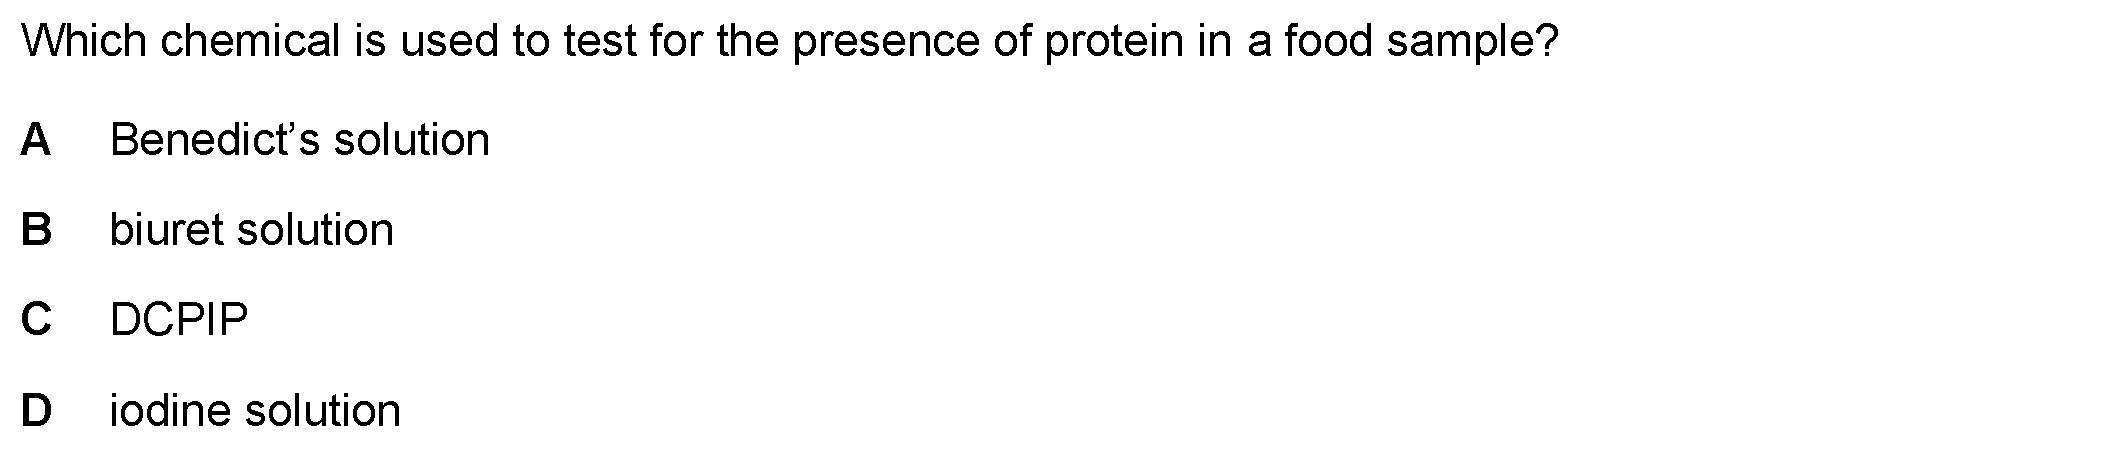 Which chemical is used to test for the presence of protein in a food sample?
A Benedict’s solution
B biuret solution
C DCPIP
D iodine solution